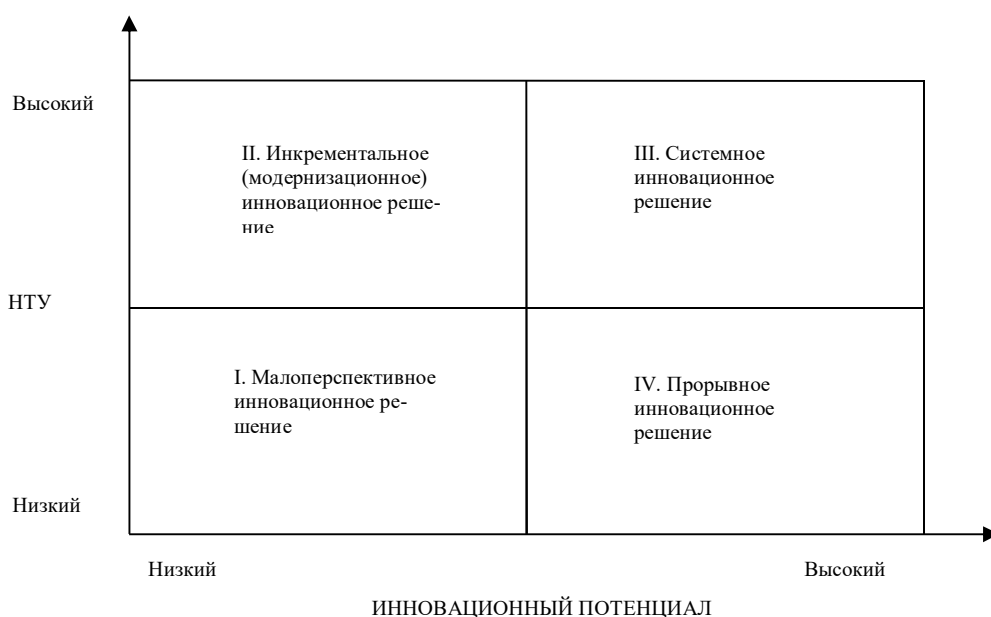 Высокий
II. Инкрементальное
(модернизационное)
инновационное реше-
ние
III. Системное
инновационное
решение
НТУ
I. Малоперспективное
инновационное ре-
шение
IV. Прорывное
инновационное
решение
Низкий
Низкий
Высокий
ИННОВАЦИОННЫЙ ПОТЕНЦИАЛ